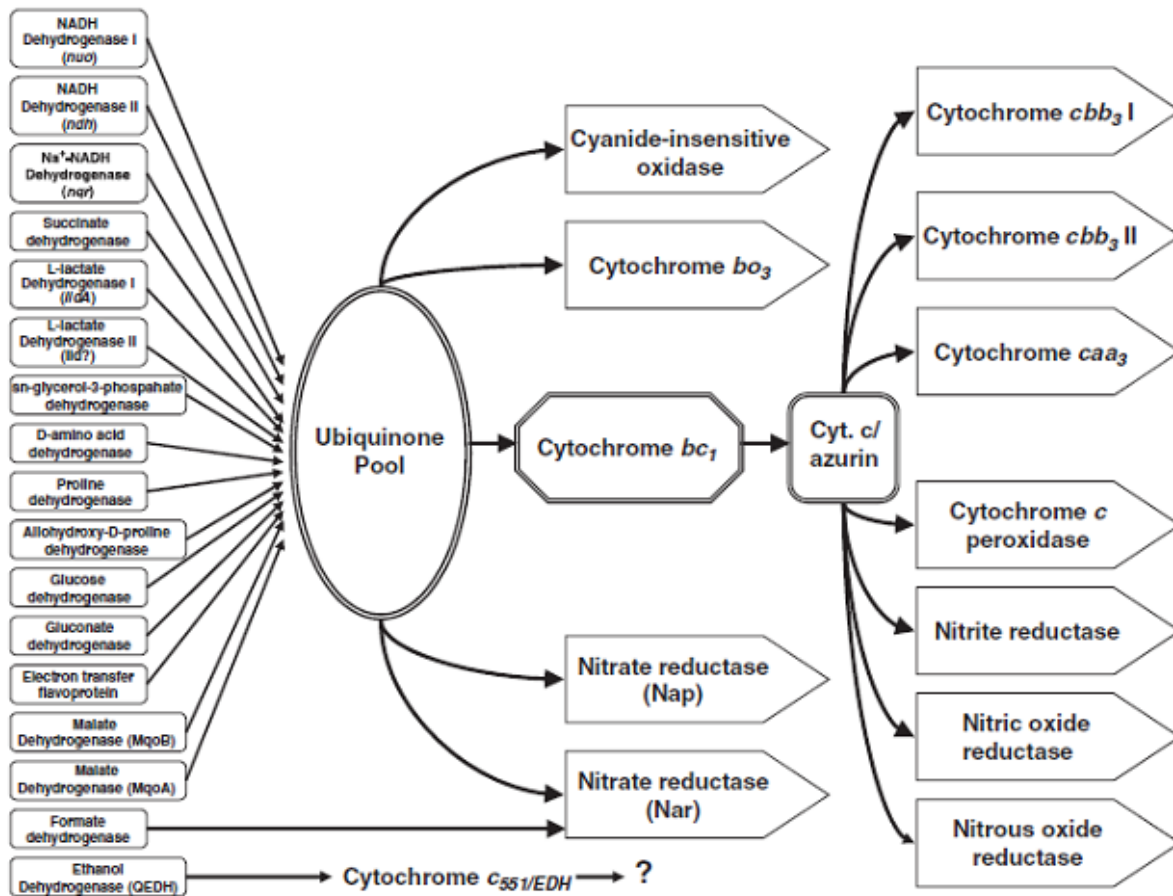 NADH
Dehydrogenase I
(nuo)
NADH
Dehydrogenase II
(ndh)
Na⁺-NADH
Dehydrogenase
(nqr)
Succinate
dehydrogenase
L-lactate
Dehydrogenase I
(lldA)
L-lactate
Dehydrogenase II
(lld?)
sn-glycerol-3-phospahate
dehydrogenase
D-amino acid
dehydrogenase
Proline
dehydrogenase
Allohydroxy-D-proline
dehydrogenase
Glucose
dehydrogenase
Gluconate
dehydrogenase
Electron transfer
flavoprotein
Malate
Dehydrogenase (MqoB)
Malate
Dehydrogenase (MqoA)
Formate
dehydrogenase
Ethanol
Dehydrogenase (QEDH)
Cytochrome c551/EDH
?
Ubiquinone
Pool
Cyanide-insensitive
oxidase
Cytochrome bo₃
Cytochrome bc₁
Nitrate reductase
(Nap)
Nitrate reductase
(Nar)
Cyt. c/
azurin
Cytochrome cbb₃ I
Cytochrome cbb₃ II
Cytochrome caa₃
Cytochrome c
peroxidase
Nitrite reductase
Nitric oxide
reductase
Nitrous oxide
reductase